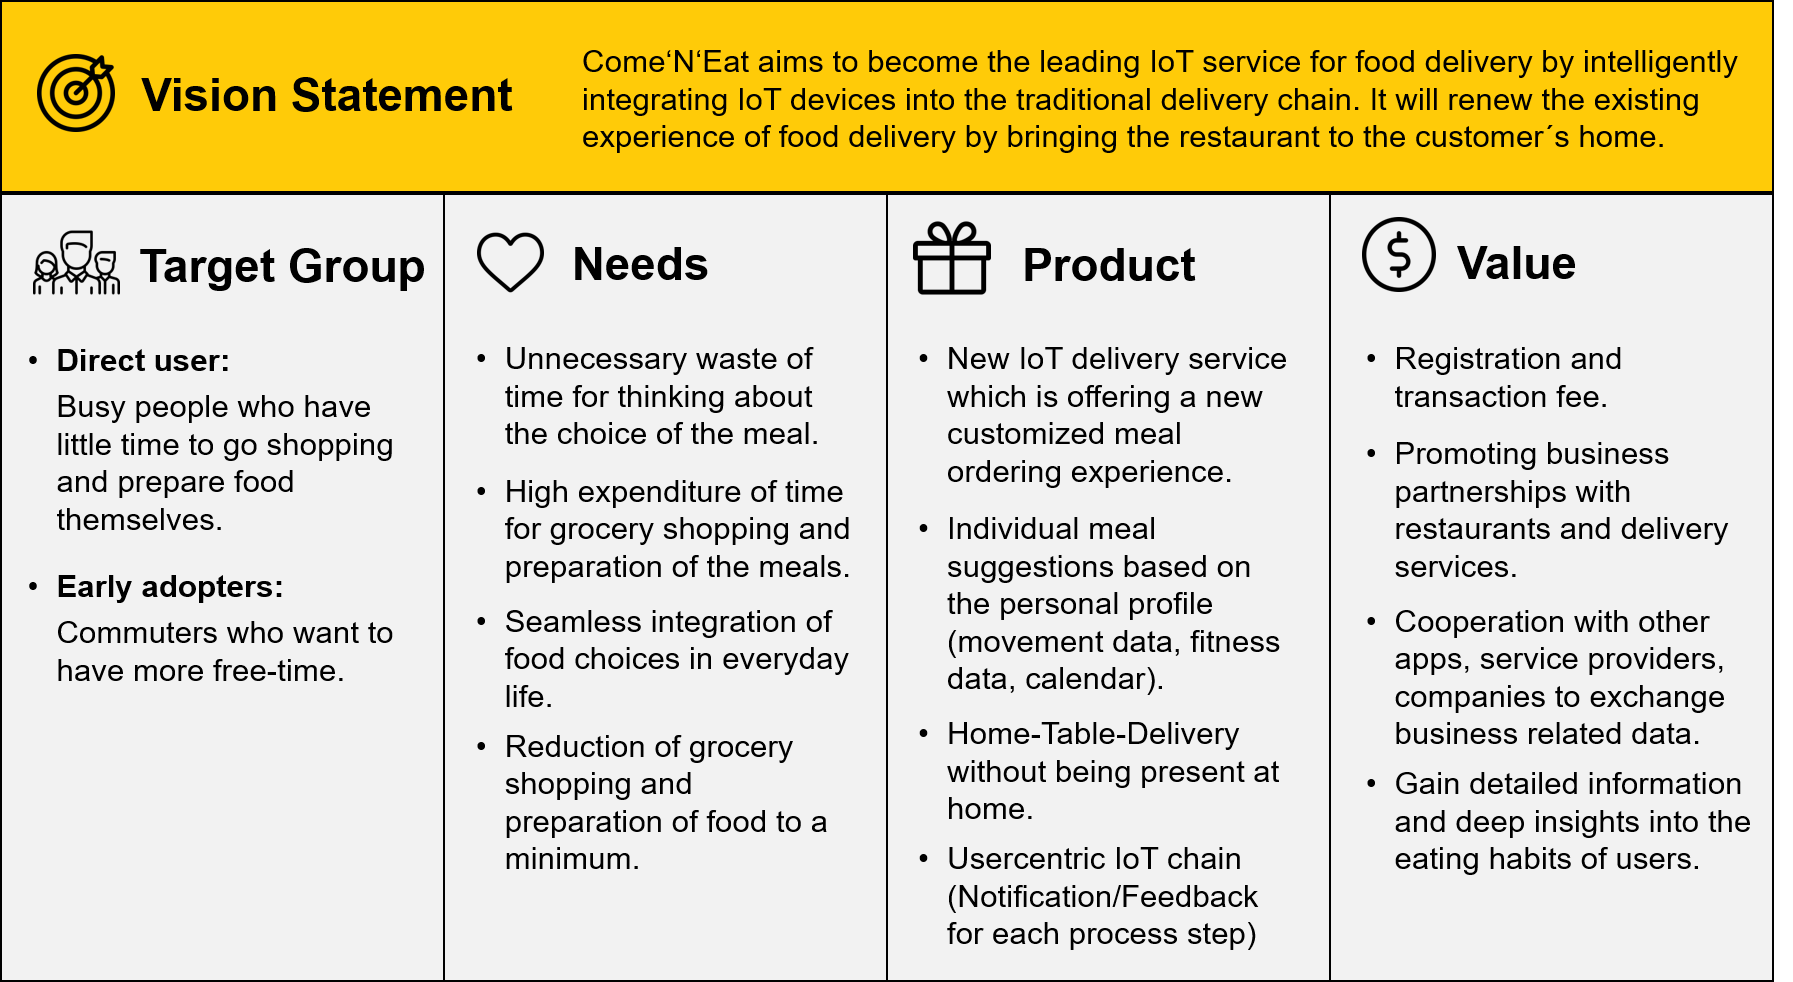 Vision Statement
Come‘N‘Eat aims to become the leading IoT service for food delivery by intelligently
integrating IoT devices into the traditional delivery chain. It will renew the existing
experience of food delivery by bringing the restaurant to the customer´s home.
Target Group
• Direct user:
Busy people who have
little time to go shopping
and prepare food
themselves.
• Early adopters:
Commuters who want to
have more free-time.
Needs
• Unnecessary waste of
time for thinking about
the choice of the meal.
• High expenditure of time
for grocery shopping and
preparation of the meals.
• Seamless integration of
food choices in everyday
life.
• Reduction of grocery
shopping and
preparation of food to a
minimum.
Product
• New IoT delivery service
which is offering a new
customized meal
ordering experience.
• Individual meal
suggestions based on
the personal profile
(movement data, fitness
data, calendar).
• Home-Table-Delivery
without being present at
home.
• Usercentric IoT chain
(Notification/Feedback
for each process step)
$ Value
• Registration and
transaction fee.
• Promoting business
partnerships with
restaurants and delivery
services.
• Cooperation with other
apps, service providers,
companies to exchange
business related data.
• Gain detailed information
and deep insights into the
eating habits of users.